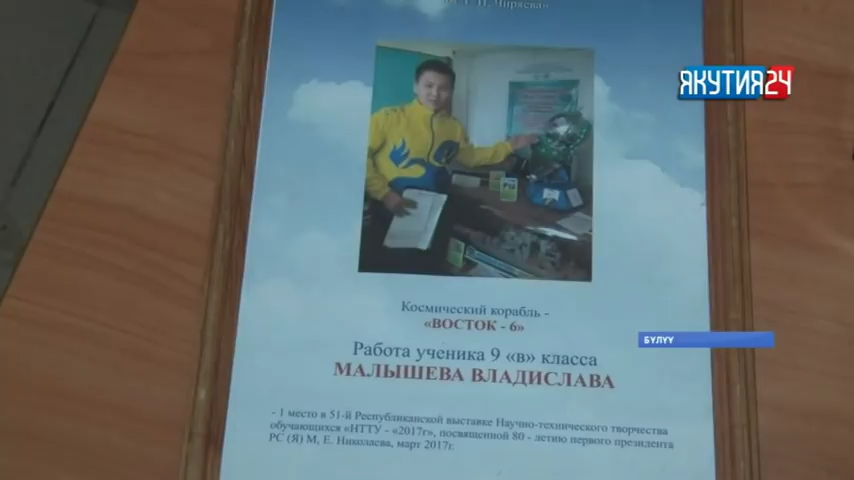 ЯКУТИЯ24
Космический корабль -
«ВОСТОК - 6»
БҮЛҮҮ
Работа ученика 9 «в» класса
МАЛЫШЕВА ВЛАДИСЛАВА
- 1 место в 51-й Республиканской выставке Научно-технического творчества
обучающихся «НТТУ - «2017г», посвященной 80 - летию первого президента
РС (Я) М, Е. Николаева, март 2017г.